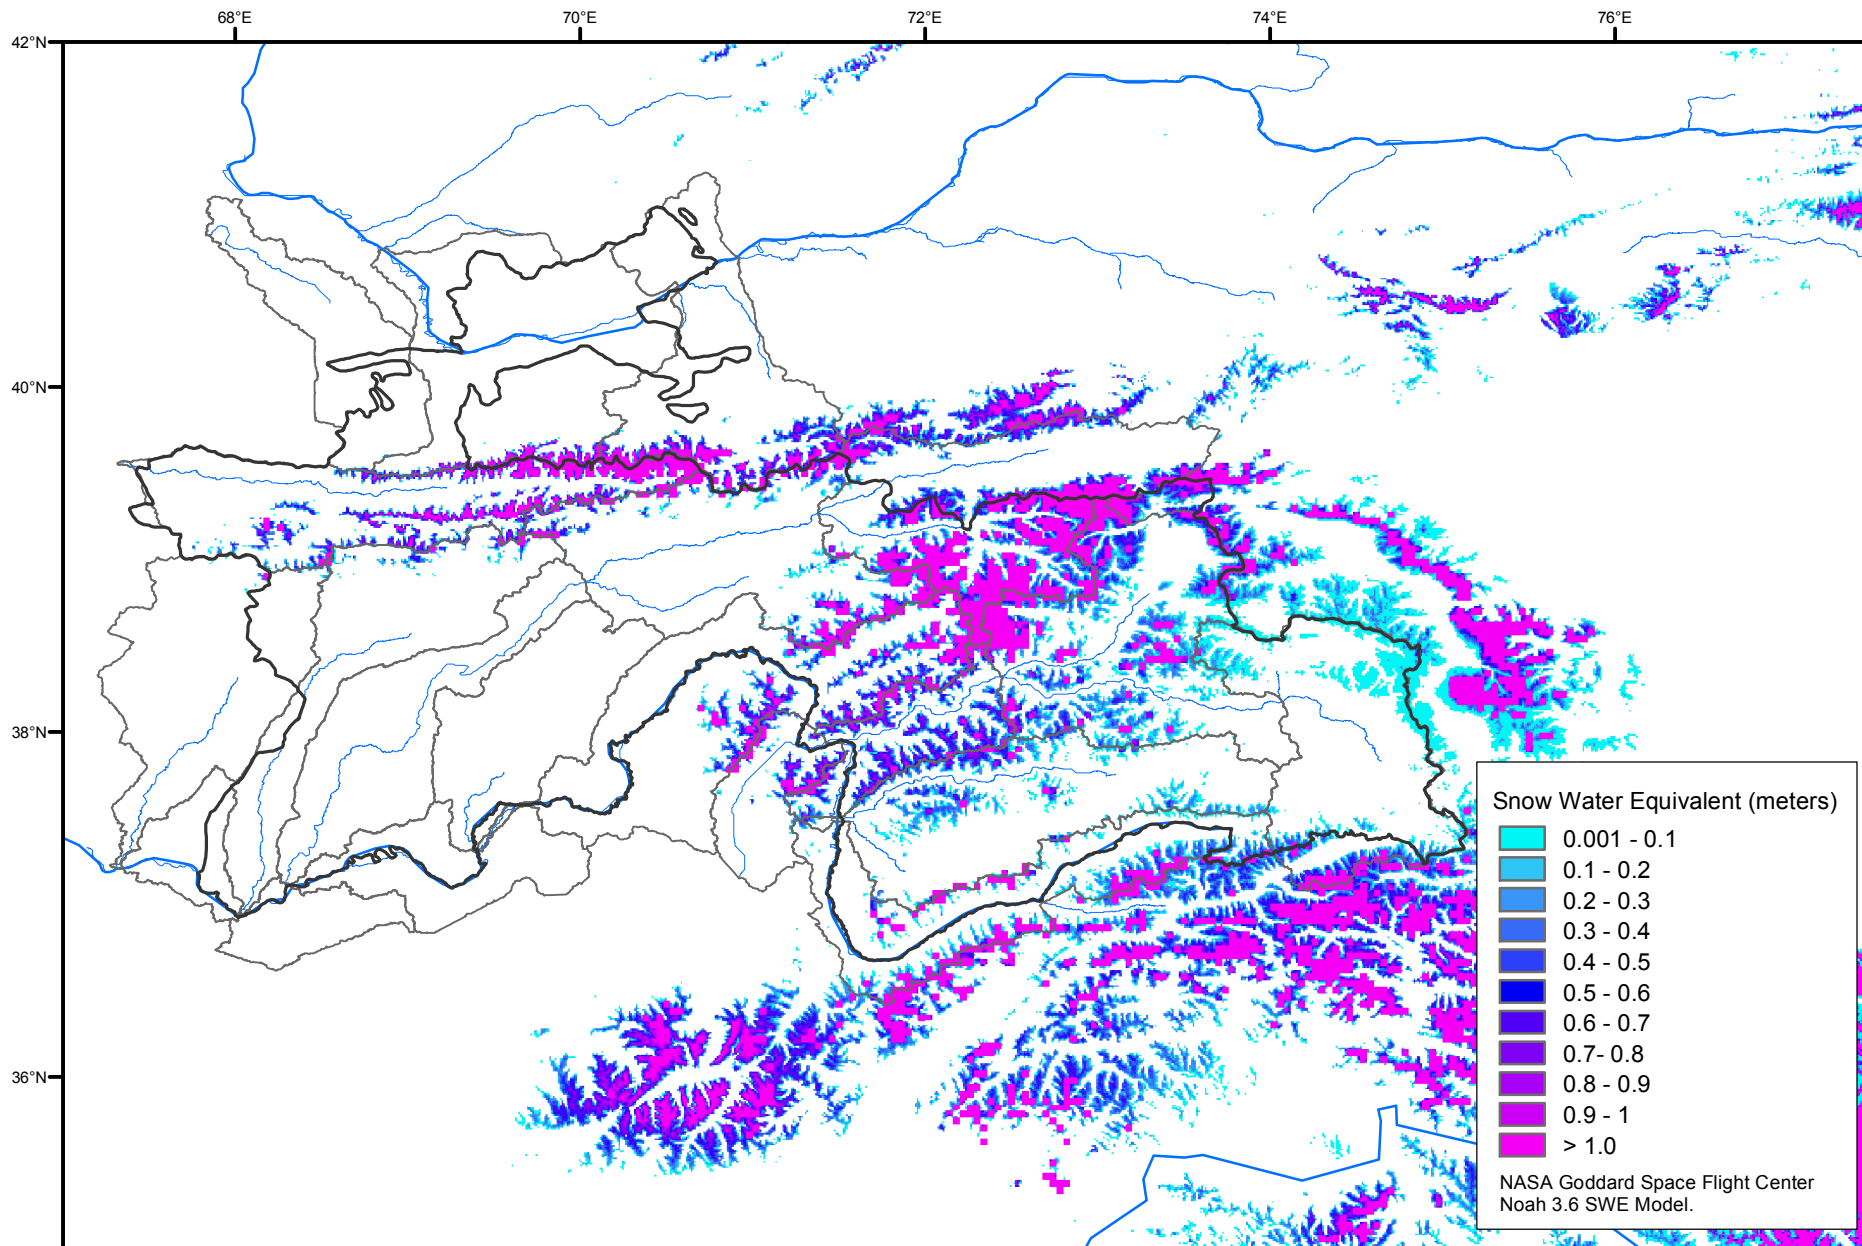 68°E
70°E
72°E
74°E
76°E
42°N
40°N
38°N
36°N
Snow Water Equivalent (meters)
0.001 - 0.1
0.1 - 0.2
0.2 - 0.3
0.3 - 0.4
0.4 - 0.5
0.5 - 0.6
0.6 - 0.7
0.7- 0.8
0.8 - 0.9
0.9 - 1
> 1.0
NASA Goddard Space Flight Center
Noah 3.6 SWE Model.